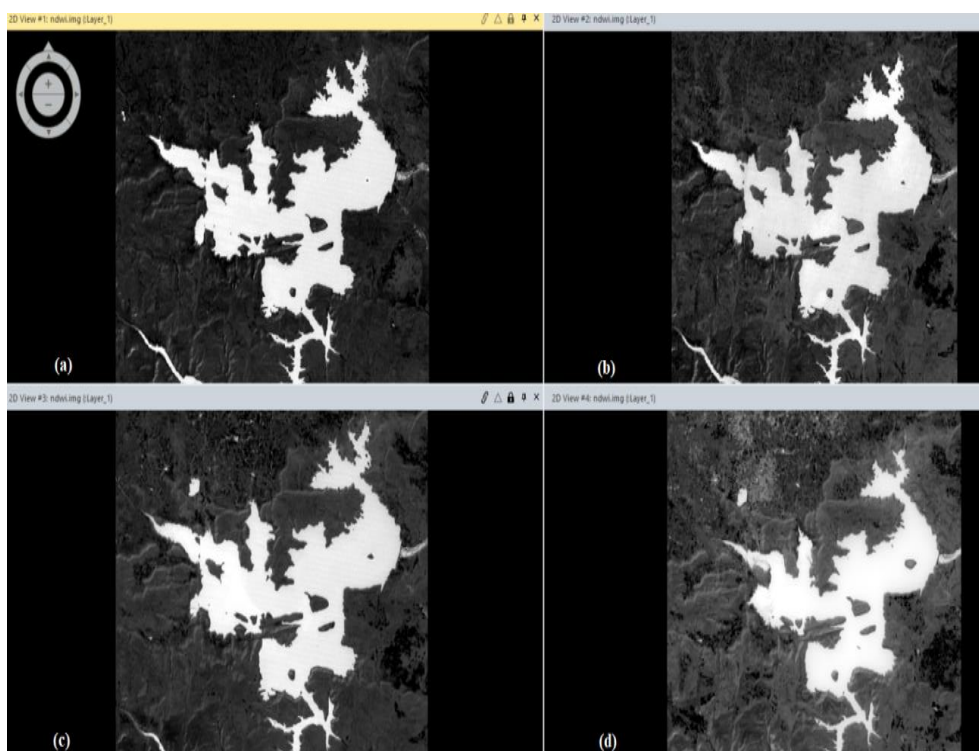 2D View #1: ndwi.img (:Layer_1)
2D View #2: ndwi.img (:Layer_1)
(a)
(b)
2D View #3: ndwi.img (:Layer_1)
2D View #4: ndwi.img (:Layer_1)
(c)
(d)